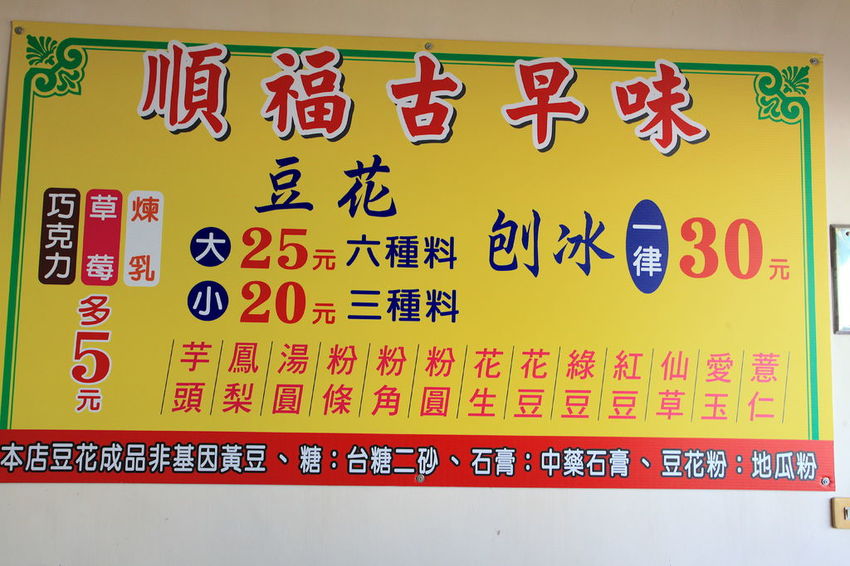 順福古早味
豆花
大 25元 六種料
小 20元 三種料
刨冰 一律 30元
巧克力 草莓 煉乳
多5元
芋頭 鳳梨 湯圓 粉條 粉角 粉圓 花生 花豆 綠豆 紅豆 仙草 愛玉 薏仁
本店豆花成品非基因黃豆、糖：台糖二砂、石膏：中藥石膏、豆花粉：地瓜粉